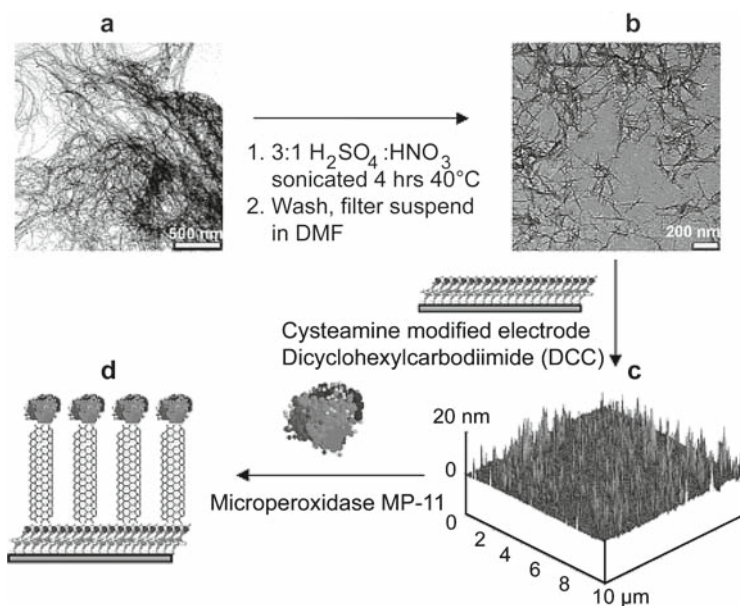 a
b
500 nm
1. 3:1 H₂SO₄ :HNO₃
sonicated 4 hrs 40°C
2. Wash, filter suspend
in DMF
200 nm
Cysteamine modified electrode
Dicyclohexylcarbodiimide (DCC)
d
c
20 nm
0
0
2
4
6
8
10 μm
Microperoxidase MP-11